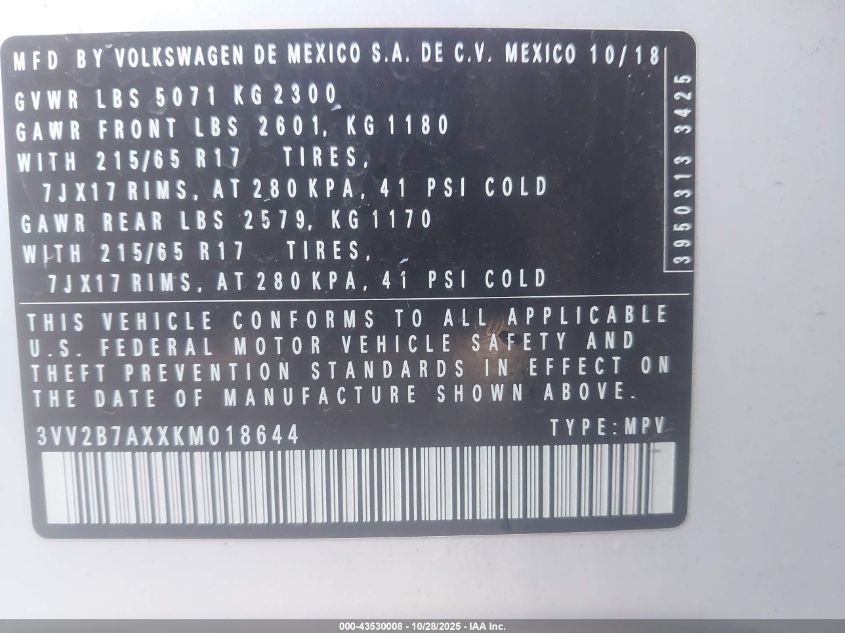 MFD BY VOLKSWAGEN DE MEXICO S.A. DE C.V. MEXICO 10/18
GVWR LBS 5071 KG 2300
GAWR FRONT LBS 2601, KG 1180
WITH 215/65 R17 TIRES,
7JX17 RIMS, AT 280 KPA, 41 PSI COLD
GAWR REAR LBS 2579, KG 1170
WITH 215/65 R17 TIRES,
7JX17 RIMS, AT 280 KPA, 41 PSI COLD
3950313 3425
THIS VEHICLE CONFORMS TO ALL APPLICABLE
U.S. FEDERAL MOTOR VEHICLE SAFETY AND
THEFT PREVENTION STANDARDS IN EFFECT ON
THE DATE OF MANUFACTURE SHOWN ABOVE.
3VV2B7AXXKM018644 TYPE:MPV
000-43530008 - 10/28/2025 - IAA Inc.